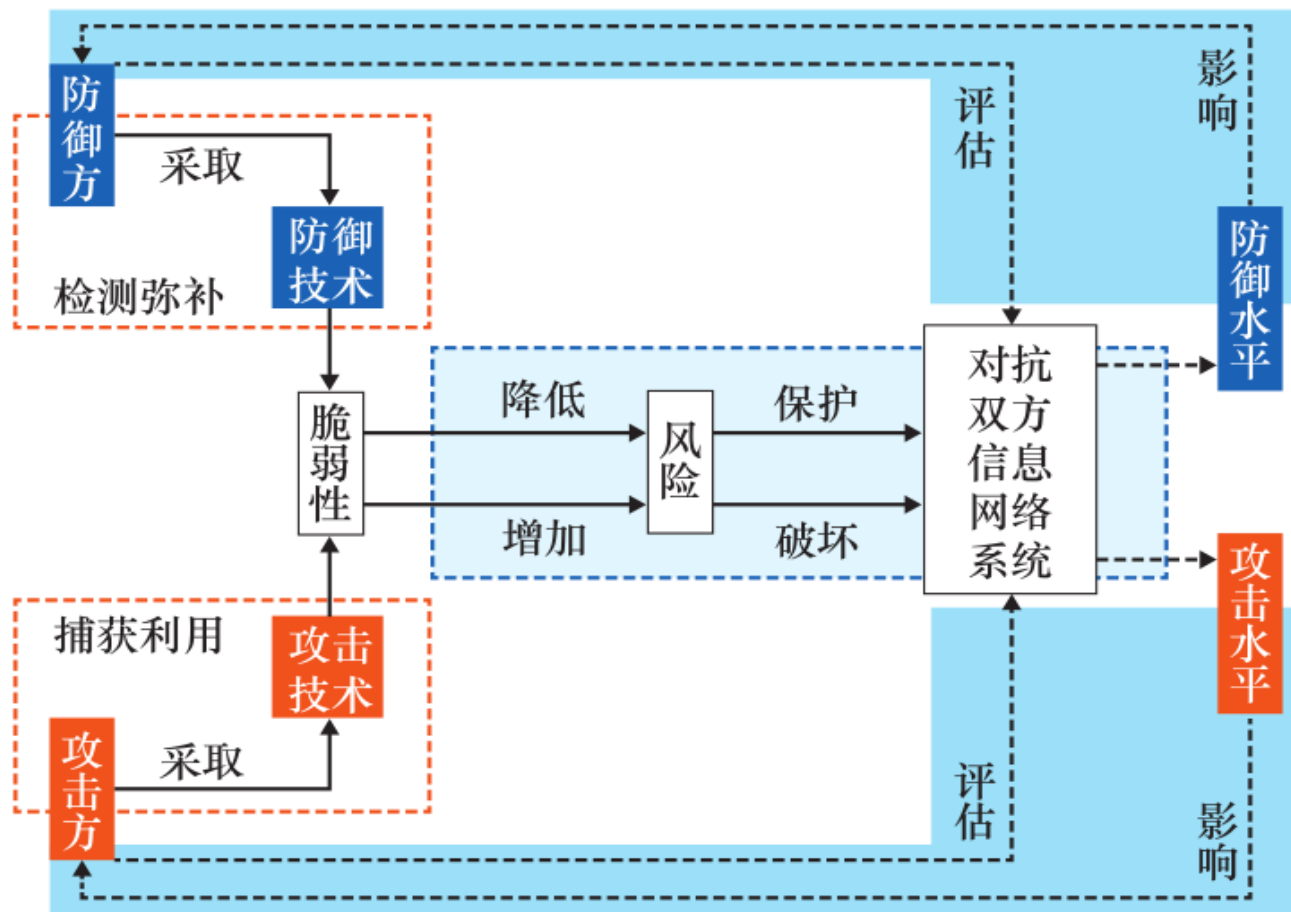 影响
评估
防御方
采取
防御
技术
检测弥补
防御水平
脆弱性
降低
增加
风险
保护
破坏
对抗
双方
信息
网络
系统
攻击水平
捕获利用
攻击
技术
采取
攻击方
评估
影响